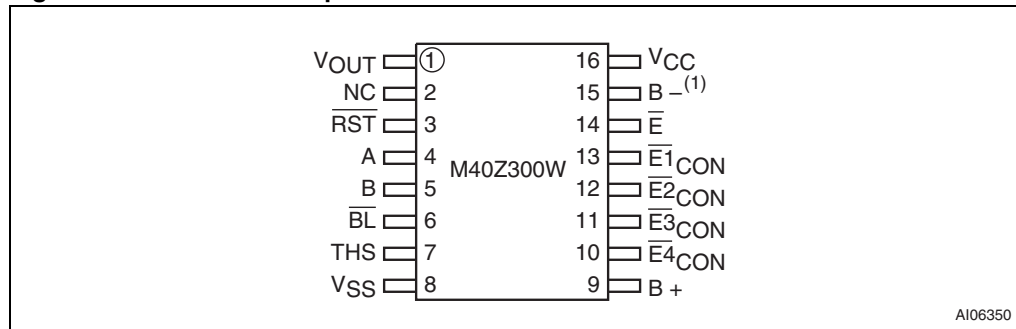 VOUT 1 16 VCC
NC 2 15 B –(1)
RST 3 14 E
A 4 13 E1CON
M40Z300W
B 5 12 E2CON
BL 6 11 E3CON
THS 7 10 E4CON
VSS 8 9 B +
AI06350